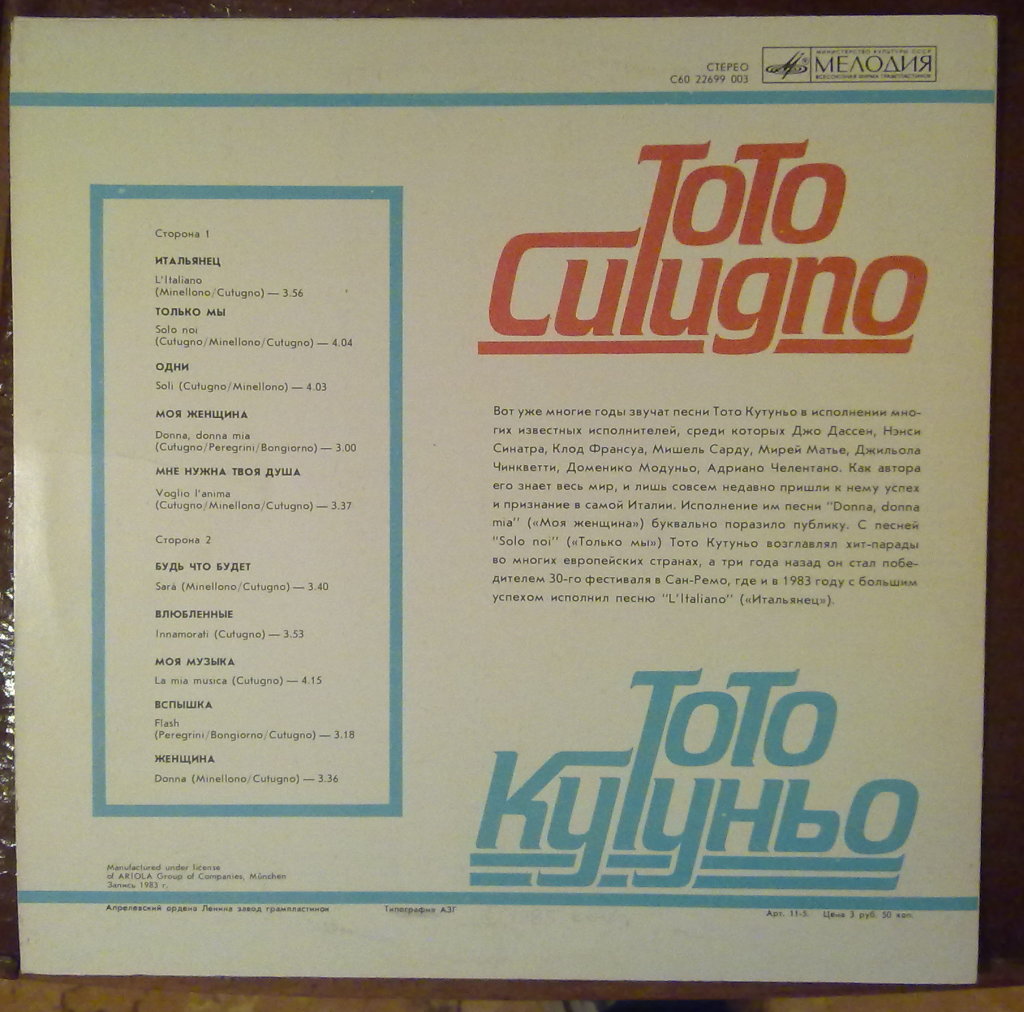 СТЕРЕО
С60 22699 003
МИНИСТЕРСТВО КУЛЬТУРЫ СССР
МЕЛОДИЯ
ВСЕСОЮЗНАЯ ФИРМА ГРАМПЛАСТИНОК
Toto
Cutugno
Сторона 1
ИТАЛЬЯНЕЦ
L'Italiano
(Minellono/Cutugno) — 3.56
ТОЛЬКО МЫ
Solo noi
(Cutugno/Minellono/Cutugno) — 4.04
ОДНИ
Soli (Cutugno/Minellono) — 4.03
МОЯ ЖЕНЩИНА
Donna, donna mia
(Cutugno/Peregrini/Bongiorno) — 3.00
МНЕ НУЖНА ТВОЯ ДУША
Voglio l'anima
(Cutugno/Minellono/Cutugno) — 3.37
Сторона 2
БУДЬ ЧТО БУДЕТ
Sarà (Minellono/Cutugno) — 3.40
ВЛЮБЛЕННЫЕ
Innamorati (Cutugno) — 3.53
МОЯ МУЗЫКА
La mia musica (Cutugno) — 4.15
ВСПЫШКА
Flash
(Peregrini/Bongiorno/Cutugno) — 3.18
ЖЕНЩИНА
Donna (Minellono/Cutugno) — 3.36
Вот уже многие годы звучат песни Тото Кутуньо в исполнении мно-
гих известных исполнителей, среди которых Джо Дассен, Нэнси
Синатра, Клод Франсуа, Мишель Сарду, Мирей Матье, Джильола
Чинкветти, Доменико Модуньо, Адриано Челентано. Как автора
его знает весь мир, и лишь совсем недавно пришли к нему успех
и признание в самой Италии. Исполнение им песни "Donna, donna
mia" («Моя женщина») буквально поразило публику. С песней
"Solo noi" («Только мы») Тото Кутуньо возглавлял хит-парады
во многих европейских странах, а три года назад он стал побе-
дителем 30-го фестиваля в Сан-Ремо, где и в 1983 году с большим
успехом исполнил песню "L'Italiano" («Итальянец»).
Тото
Кутуньо
Manufactured under license
of ARIOLA Group of Companies, München
Запись 1983 г.
Апрелевский ордена Ленина завод грампластинок
Типография АЗГ
Арт. 11-5. Цена 3 руб. 50 коп.